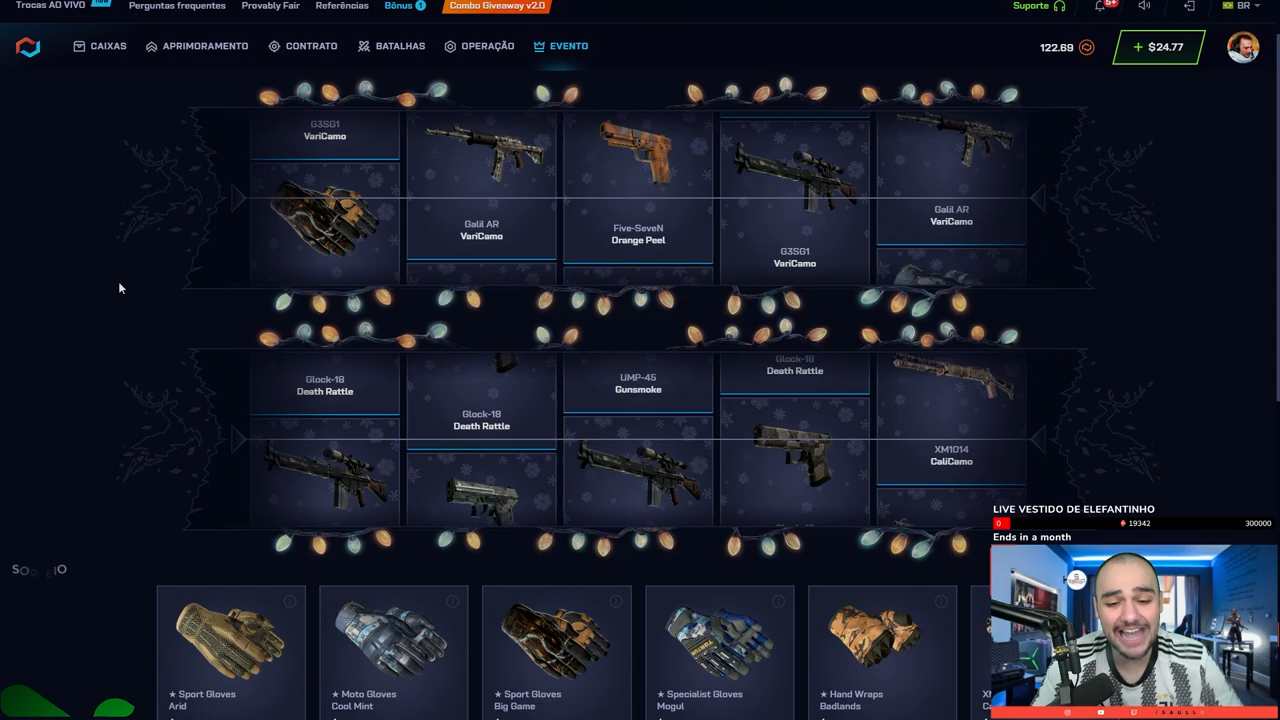 Trocas AO VIVO
Perguntas frequentes
Provably Fair
Referências
Bônus 1
Combo Giveaway v2.0
Suporte
5+
BR
CAIXAS
APRIMORAMENTO
CONTRATO
BATALHAS
OPERAÇÃO
EVENTO
122.69
+ $24.77
G3SG1
VariCamo
Galil AR
VariCamo
Five-SeveN
Orange Peel
G3SG1
VariCamo
Galil AR
VariCamo
Glock-18
Death Rattle
Glock-18
Death Rattle
UMP-45
Gunsmoke
Glock-18
Death Rattle
XM1014
CaliCamo
LIVE VESTIDO DE ELEFANTINHO
0
19342
300000
Ends in a month
★ Sport Gloves
Arid
★ Moto Gloves
Cool Mint
★ Sport Gloves
Big Game
★ Specialist Gloves
Mogul
★ Hand Wraps
Badlands